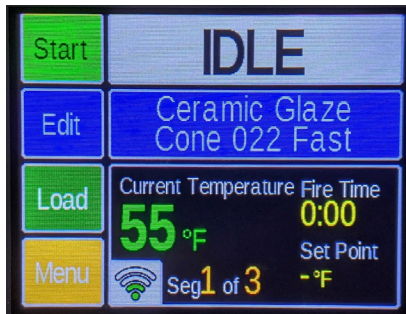 Start
IDLE
Edit
Ceramic Glaze
Cone 022 Fast
Load
Current Temperature
Fire Time
55 °F
0:00
Set Point
- °F
Menu
Seg 1 of 3